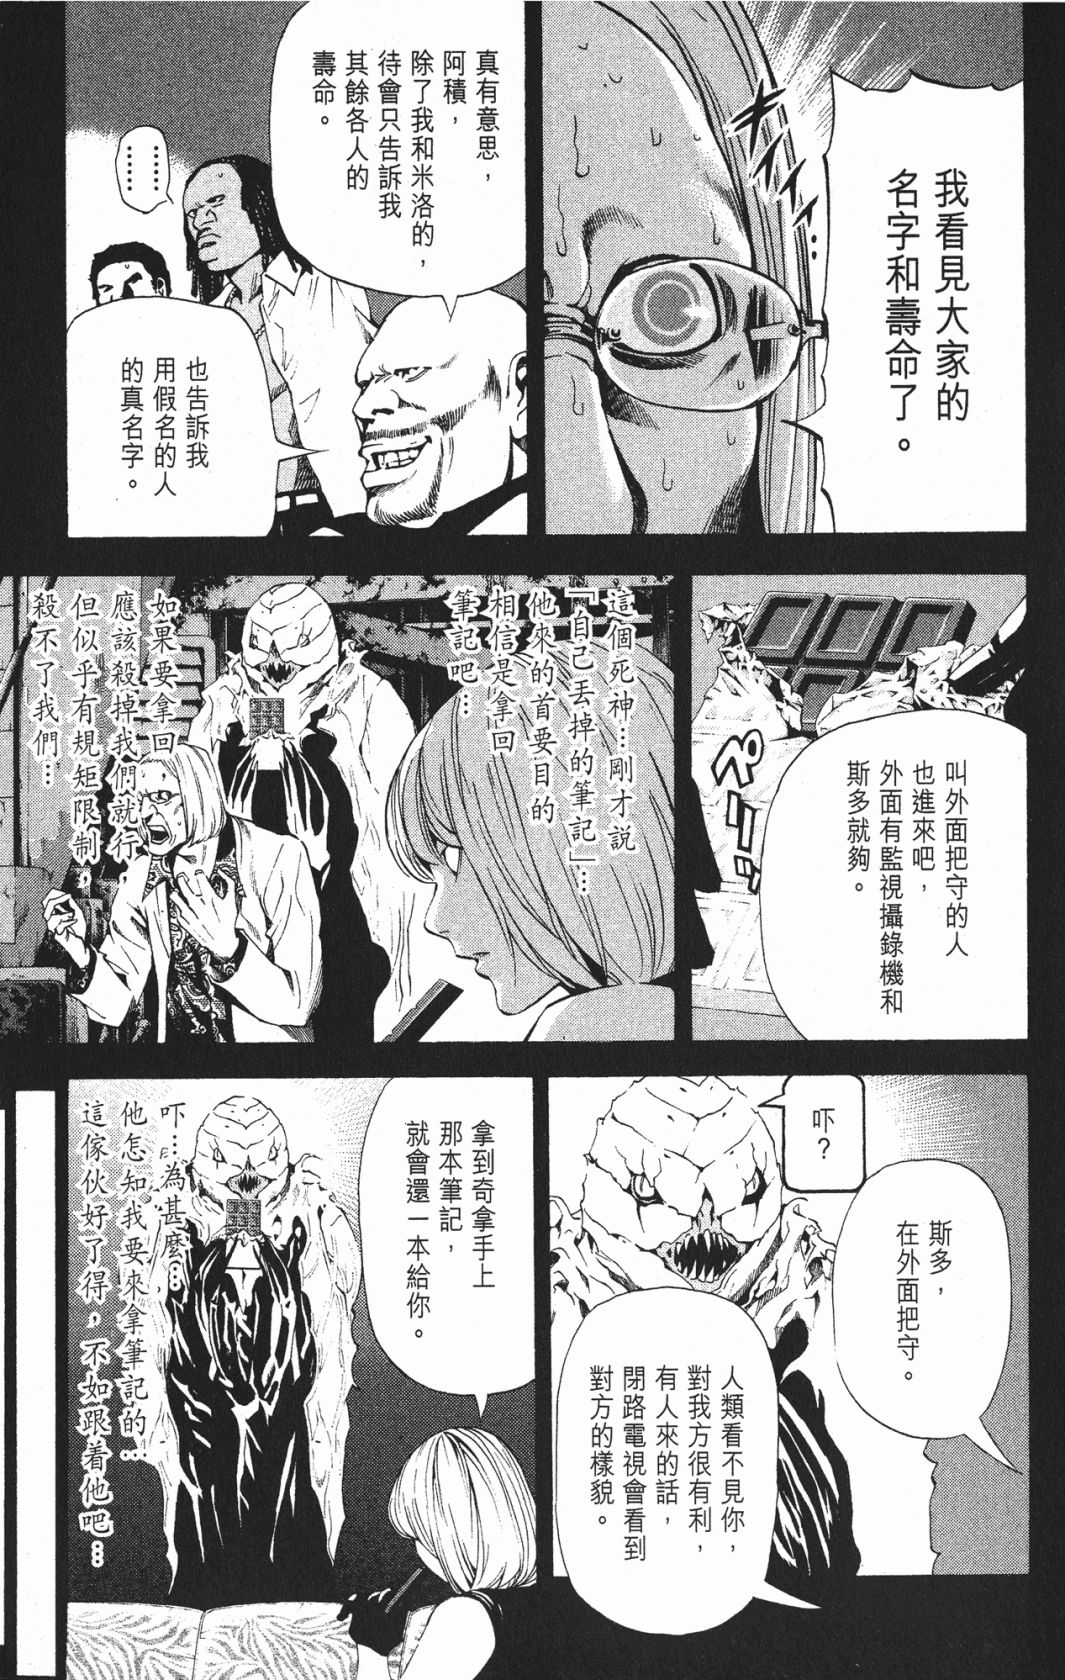 我看見大家的
名字和壽命了。
真有意思，
阿積，
除了我和米洛的，
待會只告訴我
其餘各人的
壽命。
……
也告訴我
用假名的人
的真名字。
叫外面把守的人
也進來吧，
外面有監視攝錄機和
斯多就夠。
這個死神…剛才說
『自己丟掉的筆記』…
他來的首要目的
相信是拿回
筆記吧…
如果要拿回
應該殺掉我們就行，
但似乎有規矩限制，
殺不了我們…
斯多，
在外面把守。
吓？
人類看不見你，
對我方很有利，
有人來的話，
閉路電視會看到
對方的樣貌。
拿到奇拿手上
那本筆記，
就會還一本給你。
吓…為甚麼…
他怎知我要來拿筆記的…
這傢伙好了得，不如跟着他吧…